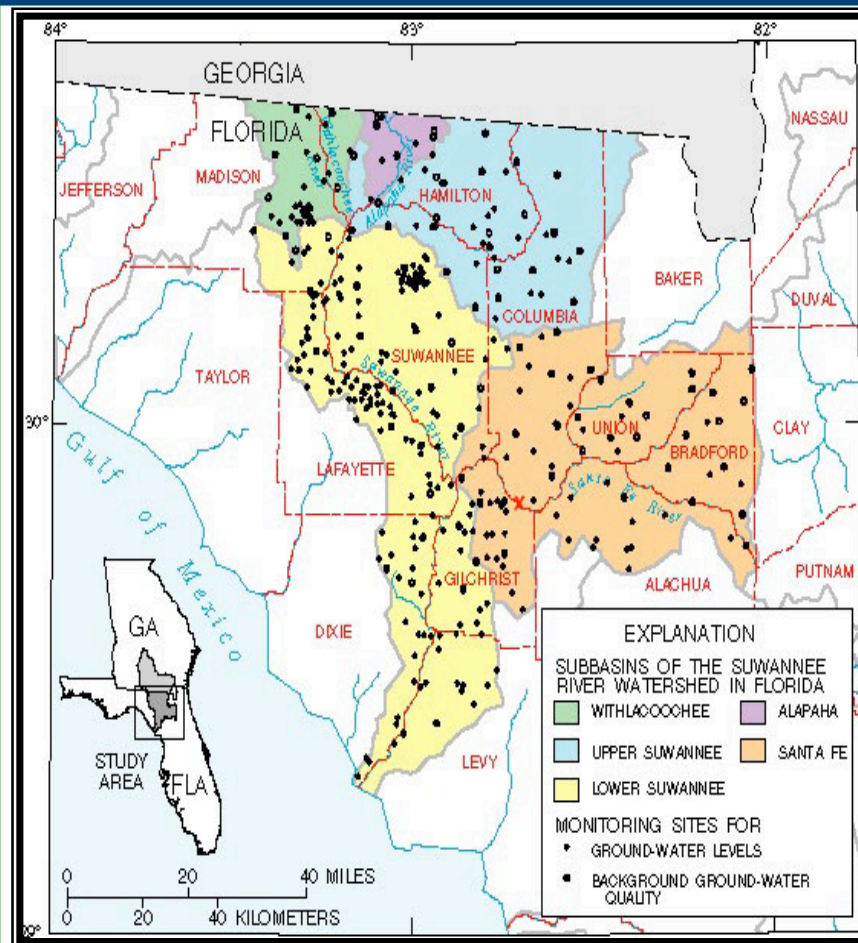 84°
83°
82°
GEORGIA
FLORIDA
NASSAU
JEFFERSON
MADISON
Withlacoochee
River
Alapaha River
HAMILTON
BAKER
DUVAL
COLUMBIA
TAYLOR
SUWANNEE
Suwannee River
30°
UNION
CLAY
BRADFORD
LAFAYETTE
Santa Fe River
X
Gulf of Mexico
GILCHRIST
ALACHUA
PUTNAM
DIXIE
LEVY
GA
STUDY
AREA
FLA
EXPLANATION
SUBBASINS OF THE SUWANNEE
RIVER WATERSHED IN FLORIDA
WITHLACOOCHEE
ALAPAHA
UPPER SUWANNEE
SANTA FE
LOWER SUWANNEE
MONITORING SITES FOR
GROUND-WATER LEVELS
BACKGROUND GROUND-WATER
QUALITY
0 20 40 MILES
0 20 40 KILOMETERS